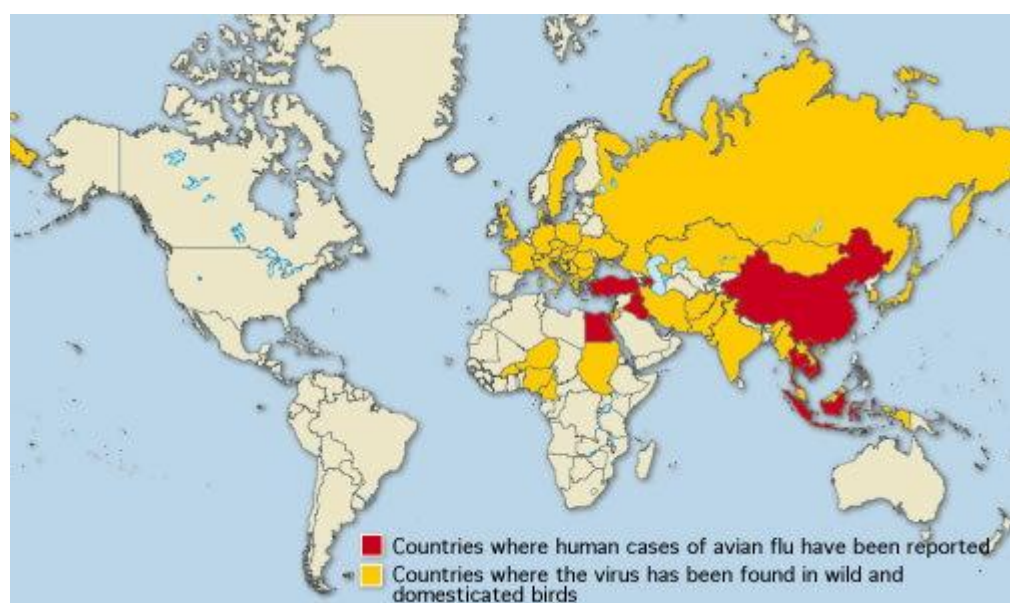 Countries where human cases of avian flu have been reported
Countries where the virus has been found in wild and
domesticated birds